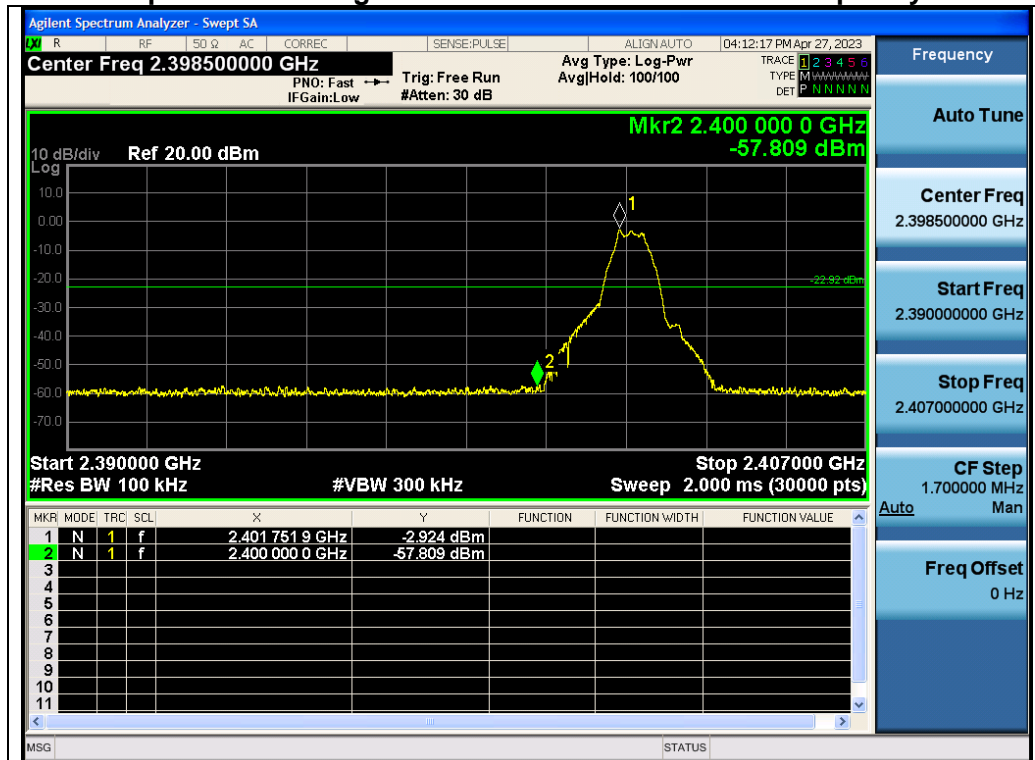 Agilent Spectrum Analyzer - Swept SA
LXI R RF 50 Ω AC CORREC SENSE:PULSE ALIGNAUTO 04:12:17 PM Apr 27, 2023
Center Freq 2.398500000 GHz
PNO: Fast
IFGain:Low
Trig: Free Run
#Atten: 30 dB
Avg Type: Log-Pwr
Avg|Hold: 100/100
TRACE 1 2 3 4 5 6
TYPE MWWWWW
DET P N N N N N
Mkr2 2.400 000 0 GHz
-57.809 dBm
10 dB/div Ref 20.00 dBm
Log
10.0
0.00
-10.0
-20.0
-30.0
-40.0
-50.0
-60.0
-70.0
1
2
-22.92 dBm
Start 2.390000 GHz Stop 2.407000 GHz
#Res BW 100 kHz #VBW 300 kHz Sweep 2.000 ms (30000 pts)
MKR MODE TRC SCL X Y FUNCTION FUNCTION WIDTH FUNCTION VALUE
1 N 1 f 2.401 751 9 GHz -2.924 dBm
2 N 1 f 2.400 000 0 GHz -57.809 dBm
3
4
5
6
7
8
9
10
11
MSG STATUS
Frequency
Auto Tune
Center Freq
2.398500000 GHz
Start Freq
2.390000000 GHz
Stop Freq
2.407000000 GHz
CF Step
1.700000 MHz
Auto Man
Freq Offset
0 Hz